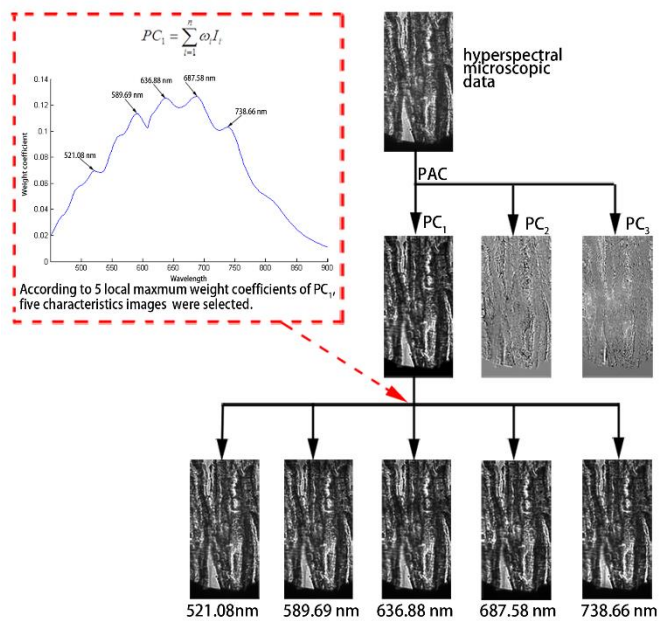 PC₁ = ∑ⁿᵢ₌₁ ωᵢIᵢ
0.14
0.12
0.1
0.08
0.06
0.04
0.02
0
Weight coefficient
521.08 nm
589.69 nm
636.88 nm
687.58 nm
738.66 nm
500 550 600 650 700 750 800 850 900
Wavelength
According to 5 local maxmum weight coefficients of PC₁,
five characteristics images were selected.
hyperspectral
microscopic
data
PAC
PC₁ PC₂ PC₃
521.08nm 589.69 nm 636.88 nm 687.58 nm 738.66 nm